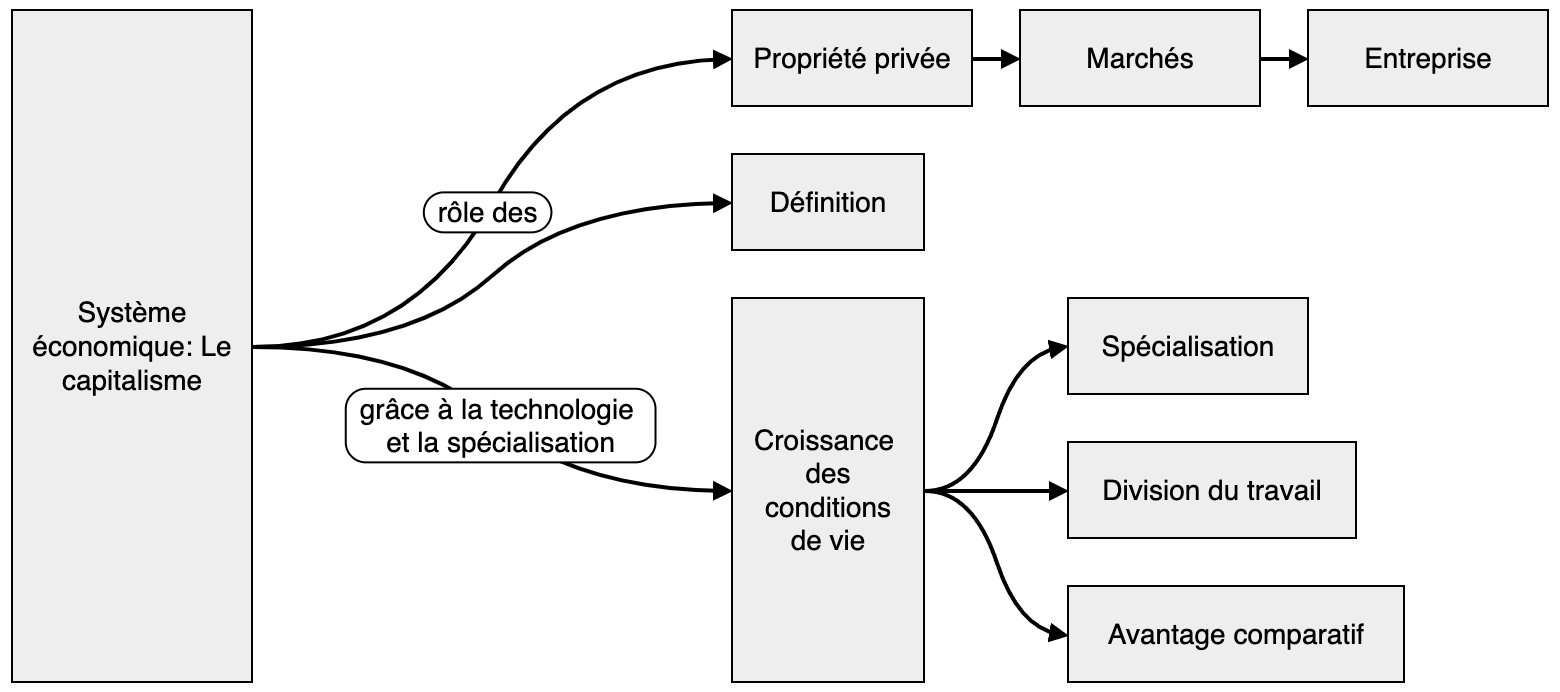 Propriété privée
Marchés
Entreprise
rôle des
Définition
Système
économique: Le
capitalisme
grâce à la technologie
et la spécialisation
Croissance
des
conditions
de vie
Spécialisation
Division du travail
Avantage comparatif